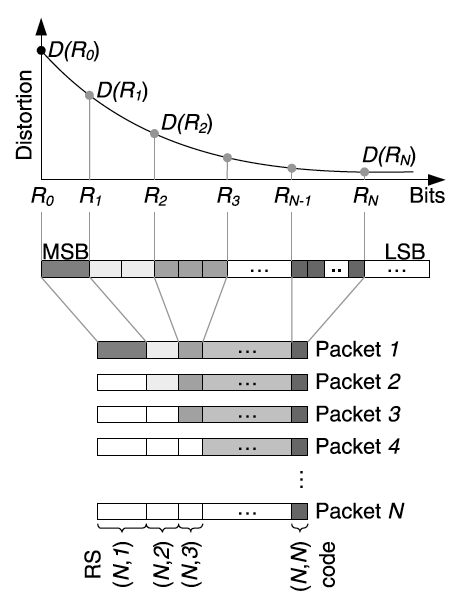 D(R0)
D(R1)
D(R2)
D(RN)
Distortion
R0 R1 R2 R3 RN-1 RN Bits
MSB LSB
... .. ...
... Packet 1
... Packet 2
... Packet 3
... Packet 4
⋮
... Packet N
RS (N,1) (N,2) (N,3) (N,N) code